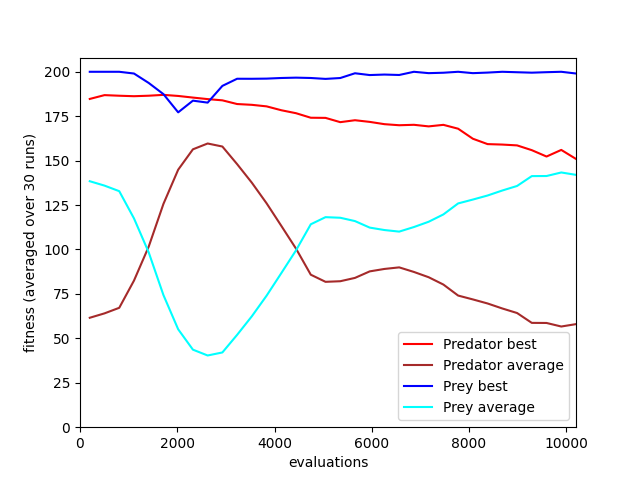 200
175
150
125
100
75
50
25
0
fitness (averaged over 30 runs)
Predator best
Predator average
Prey best
Prey average
0 2000 4000 6000 8000 10000
evaluations